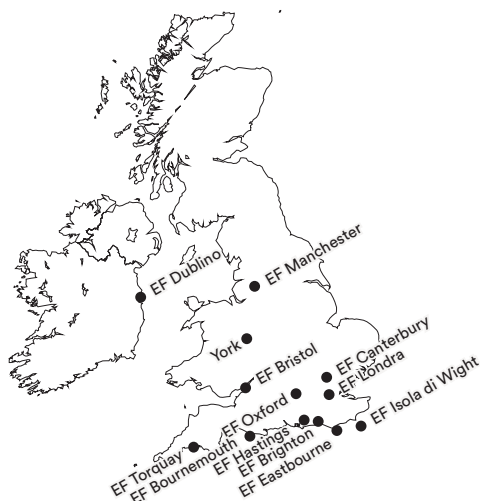 EF Dublino
EF Manchester
York
EF Bristol
EF Canterbury
EF Londra
EF Oxford
EF Isola di Wight
EF Hastings
EF Brighton
EF Eastbourne
EF Bournemouth
EF Torquay